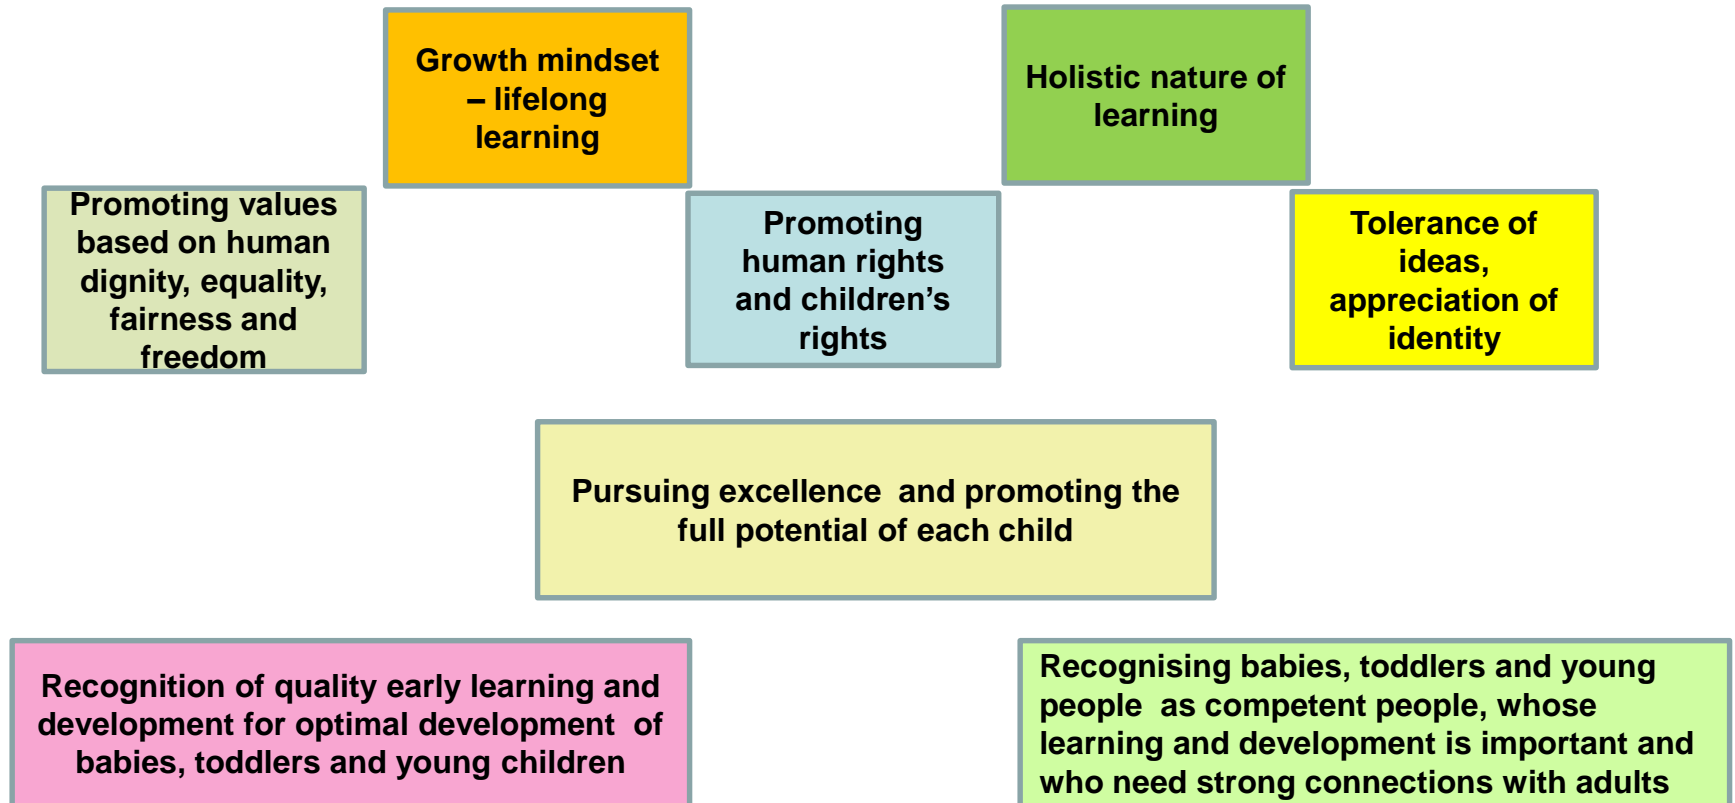 Growth mindset
– lifelong
learning
Holistic nature of
learning
Promoting values
based on human
dignity, equality,
fairness and
freedom
Promoting
human rights
and children’s
rights
Tolerance of
ideas,
appreciation of
identity
Pursuing excellence  and promoting the
full potential of each child
Recognition of quality early learning and
development for optimal development  of
babies, toddlers and young children
Recognising babies, toddlers and young
people  as competent people, whose
learning and development is important and
who need strong connections with adults